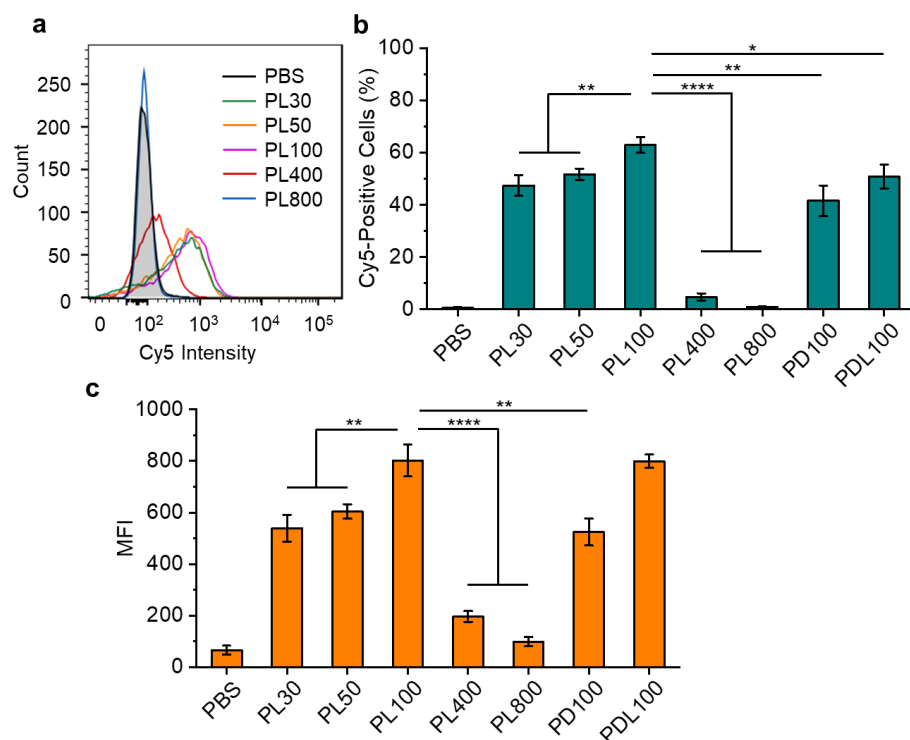 a
250
200
150
100
50
0
Count
0 10² 10³ 10⁴ 10⁵
Cy5 Intensity
PBS
PL30
PL50
PL100
PL400
PL800
b
100
80
60
40
20
0
Cy5-Positive Cells (%)
*
**
** ****
PBS PL30 PL50 PL100 PL400 PL800 PD100 PDL100
c
1000
800
600
400
200
0
MFI
**
** ****
PBS PL30 PL50 PL100 PL400 PL800 PD100 PDL100